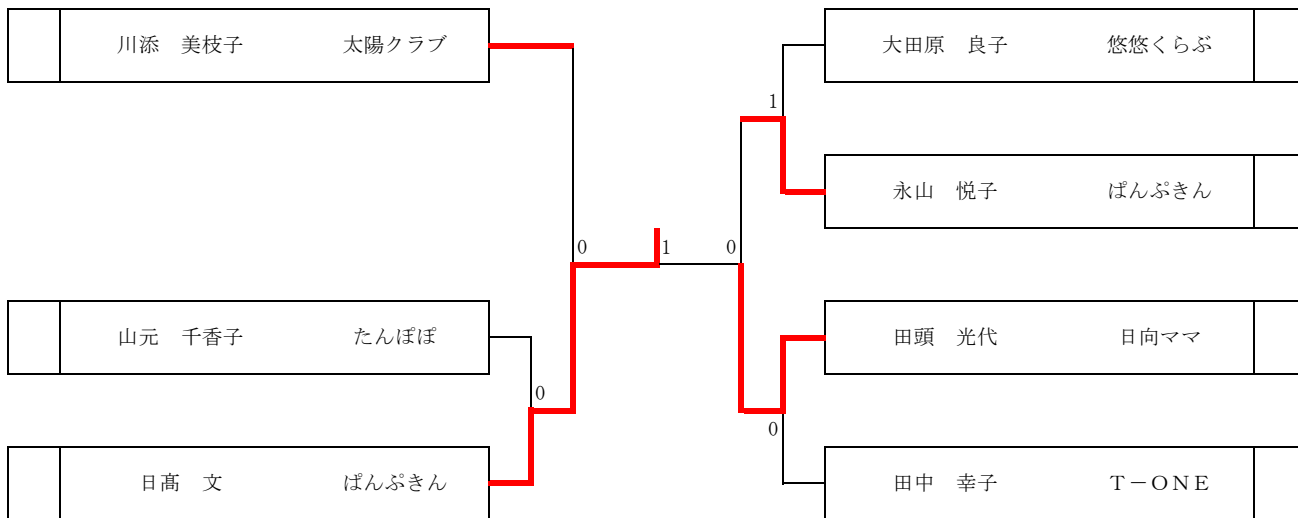 川添　美枝子　太陽クラブ
大田原　良子　悠悠くらぶ
1
永山　悦子　ぱんぷきん
0　1　0
山元　千香子　たんぽぽ
田頭　光代　日向ママ
0
0
日髙　文　ぱんぷきん
田中　幸子　Ｔ－ＯＮＥ